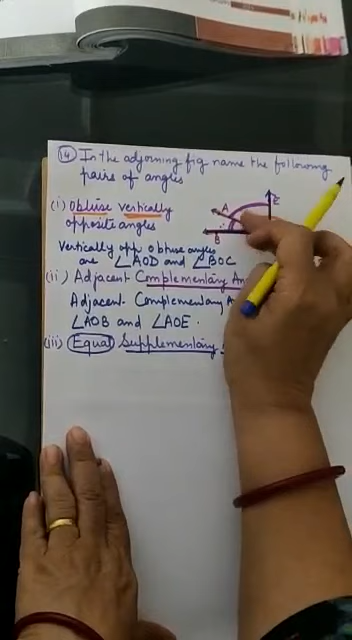 (14) In the adjoining fig name the following
pairs of angles
(i) Obtuse vertically
opposite angles
A
E
B
Vertically opp obtuse angles
are ∠AOD and ∠BOC
(ii) Adjacent Complementary An
Adjacent Complementary A
∠AOB and ∠AOE.
(iii) Equal Supplementary